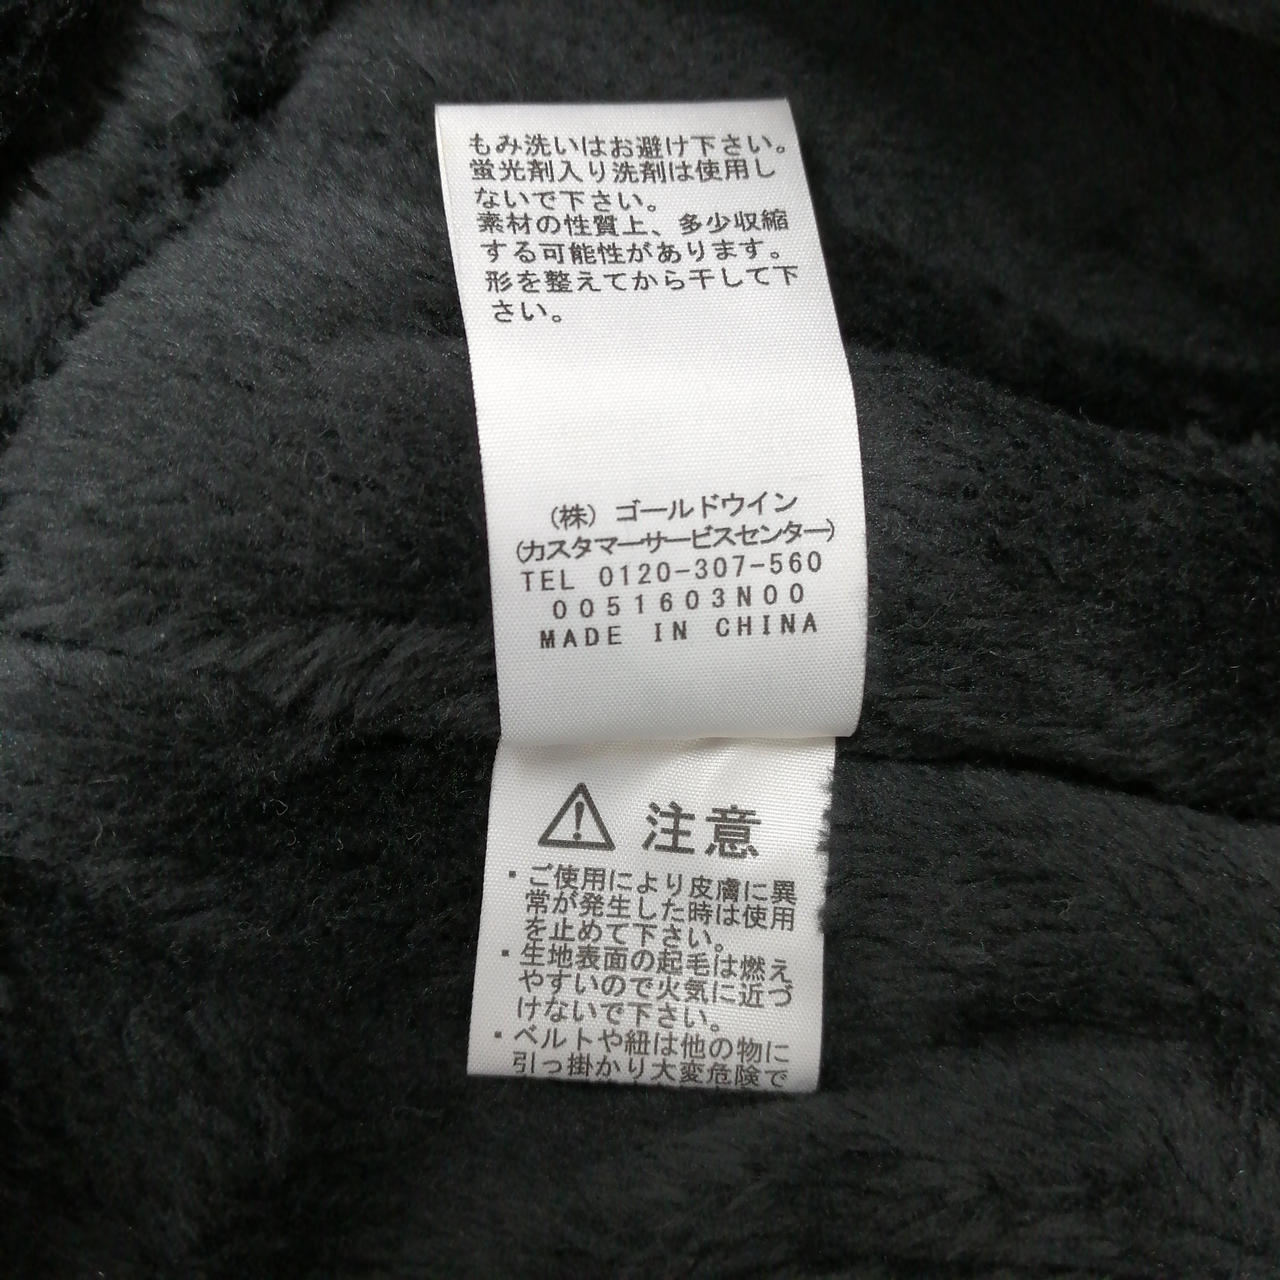 もみ洗いはお避け下さい。
蛍光剤入り洗剤は使用し
ないで下さい。
素材の性質上、多少収縮
する可能性があります。
形を整えてから干して下
さい。
(株) ゴールドウイン
(カスタマーサービスセンター)
TEL 0120-307-560
0051603N00
MADE IN CHINA
注意
・ご使用により皮膚に異
常が発生した時は使用
を止めて下さい。
・生地表面の起毛は燃え
やすいので火気に近づ
けないで下さい。
・ベルトや紐は他の物に
引っ掛かり大変危険で